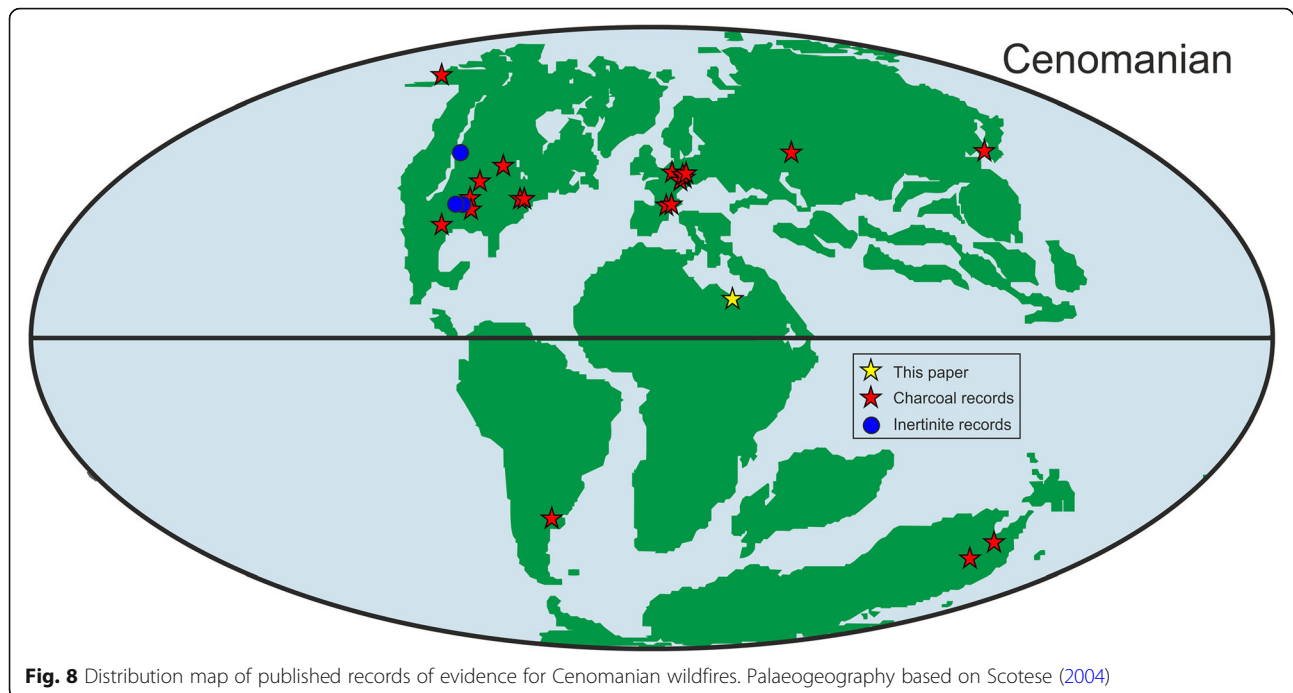 Cenomanian
This paper
Charcoal records
Inertinite records
Fig. 8 Distribution map of published records of evidence for Cenomanian wildfires. Palaeogeography based on Scotese (2004)